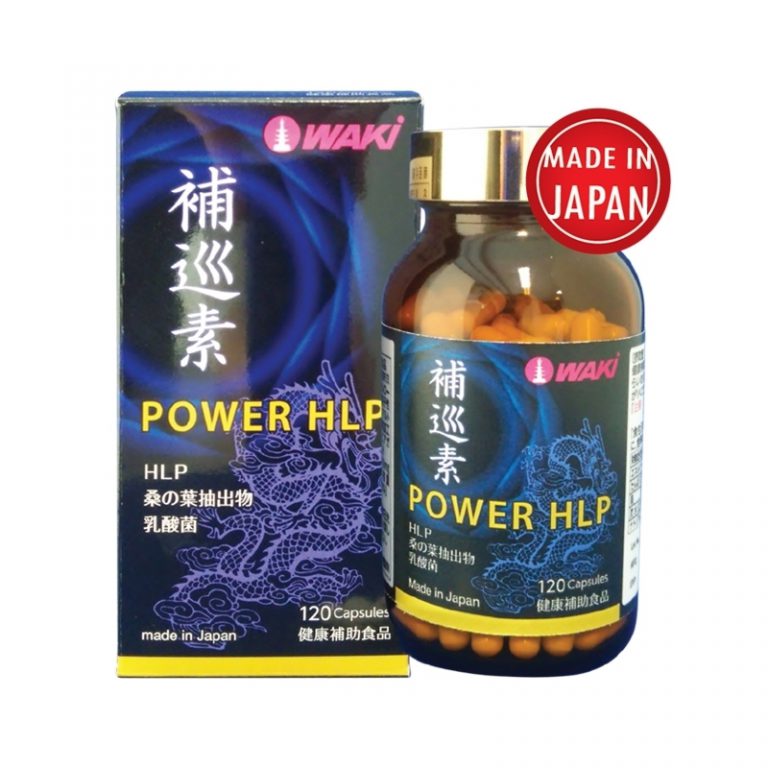 WAKi
補巡素
POWER HLP
HLP
桑の葉抽出物
乳酸菌
120 Capsules
健康補助食品
made in Japan
MADE IN
JAPAN
WAKi
補巡素
POWER HLP
HLP
桑の葉抽出物
乳酸菌
120 Capsules
Made in Japan
健康補助食品